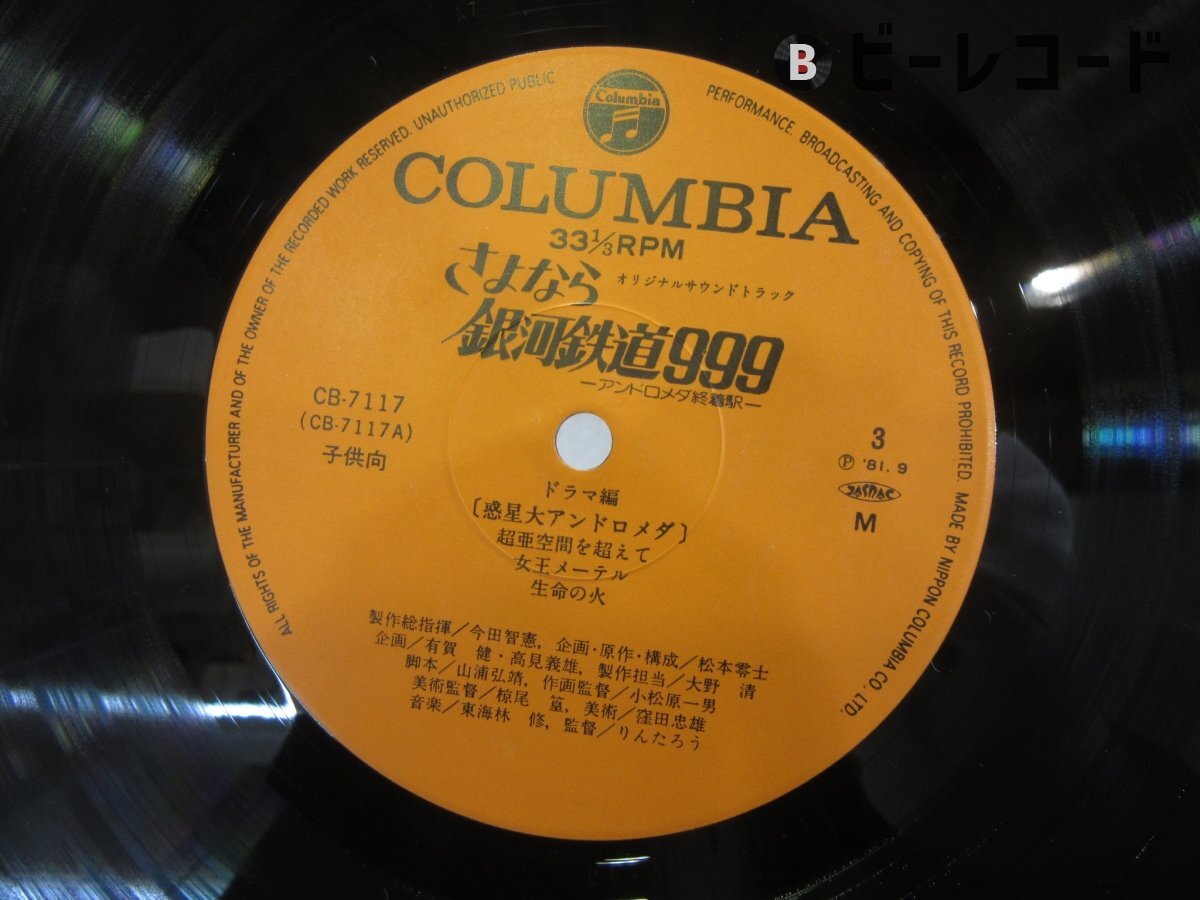 B ビーレコード
ALL RIGHTS OF THE MANUFACTURER AND OF THE OWNER OF THE RECORDED WORK RESERVED. UNAUTHORIZED PUBLIC PERFORMANCE. BROADCASTING AND COPYING OF THIS RECORD PROHIBITED. MADE BY NIPPON COLUMBIA CO., LTD.
Columbia
COLUMBIA
33 1/3 RPM
さよなら
オリジナルサウンドトラック
銀河鉄道999
―アンドロメダ終着駅―
CB-7117
(CB-7117A)
子供向
3
Ⓟ '81. 9
JASRAC
M
ドラマ編
〔惑星大アンドロメダ〕
超亜空間を超えて
女王メーテル
生命の火
製作総指揮/今田智憲, 企画・原作・構成/松本零士
企画/有賀 健・高見義雄, 製作担当/大野 清
脚本/山浦弘靖, 作画監督/小松原一男
美術監督/椋尾 篁, 美術/窪田忠雄
音楽/東海林 修, 監督/りんたろう